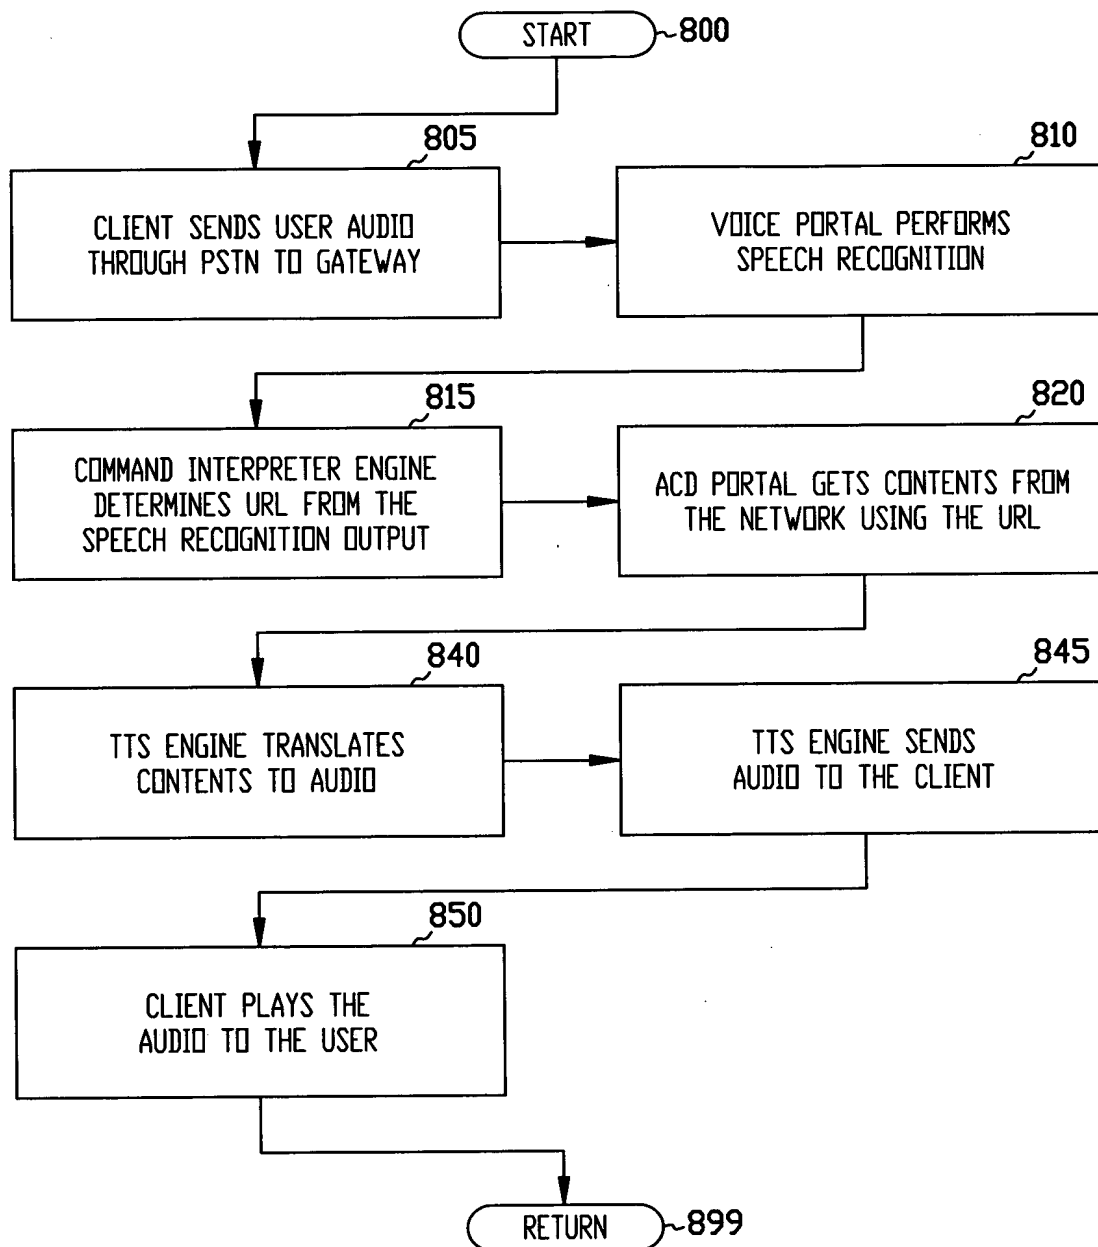 START
800
805
CLIENT SENDS USER AUDIO
THROUGH PSTN TO GATEWAY
810
VOICE PORTAL PERFORMS
SPEECH RECOGNITION
815
COMMAND INTERPRETER ENGINE
DETERMINES URL FROM THE
SPEECH RECOGNITION OUTPUT
820
ACD PORTAL GETS CONTENTS FROM
THE NETWORK USING THE URL
840
TTS ENGINE TRANSLATES
CONTENTS TO AUDIO
845
TTS ENGINE SENDS
AUDIO TO THE CLIENT
850
CLIENT PLAYS THE
AUDIO TO THE USER
RETURN
899